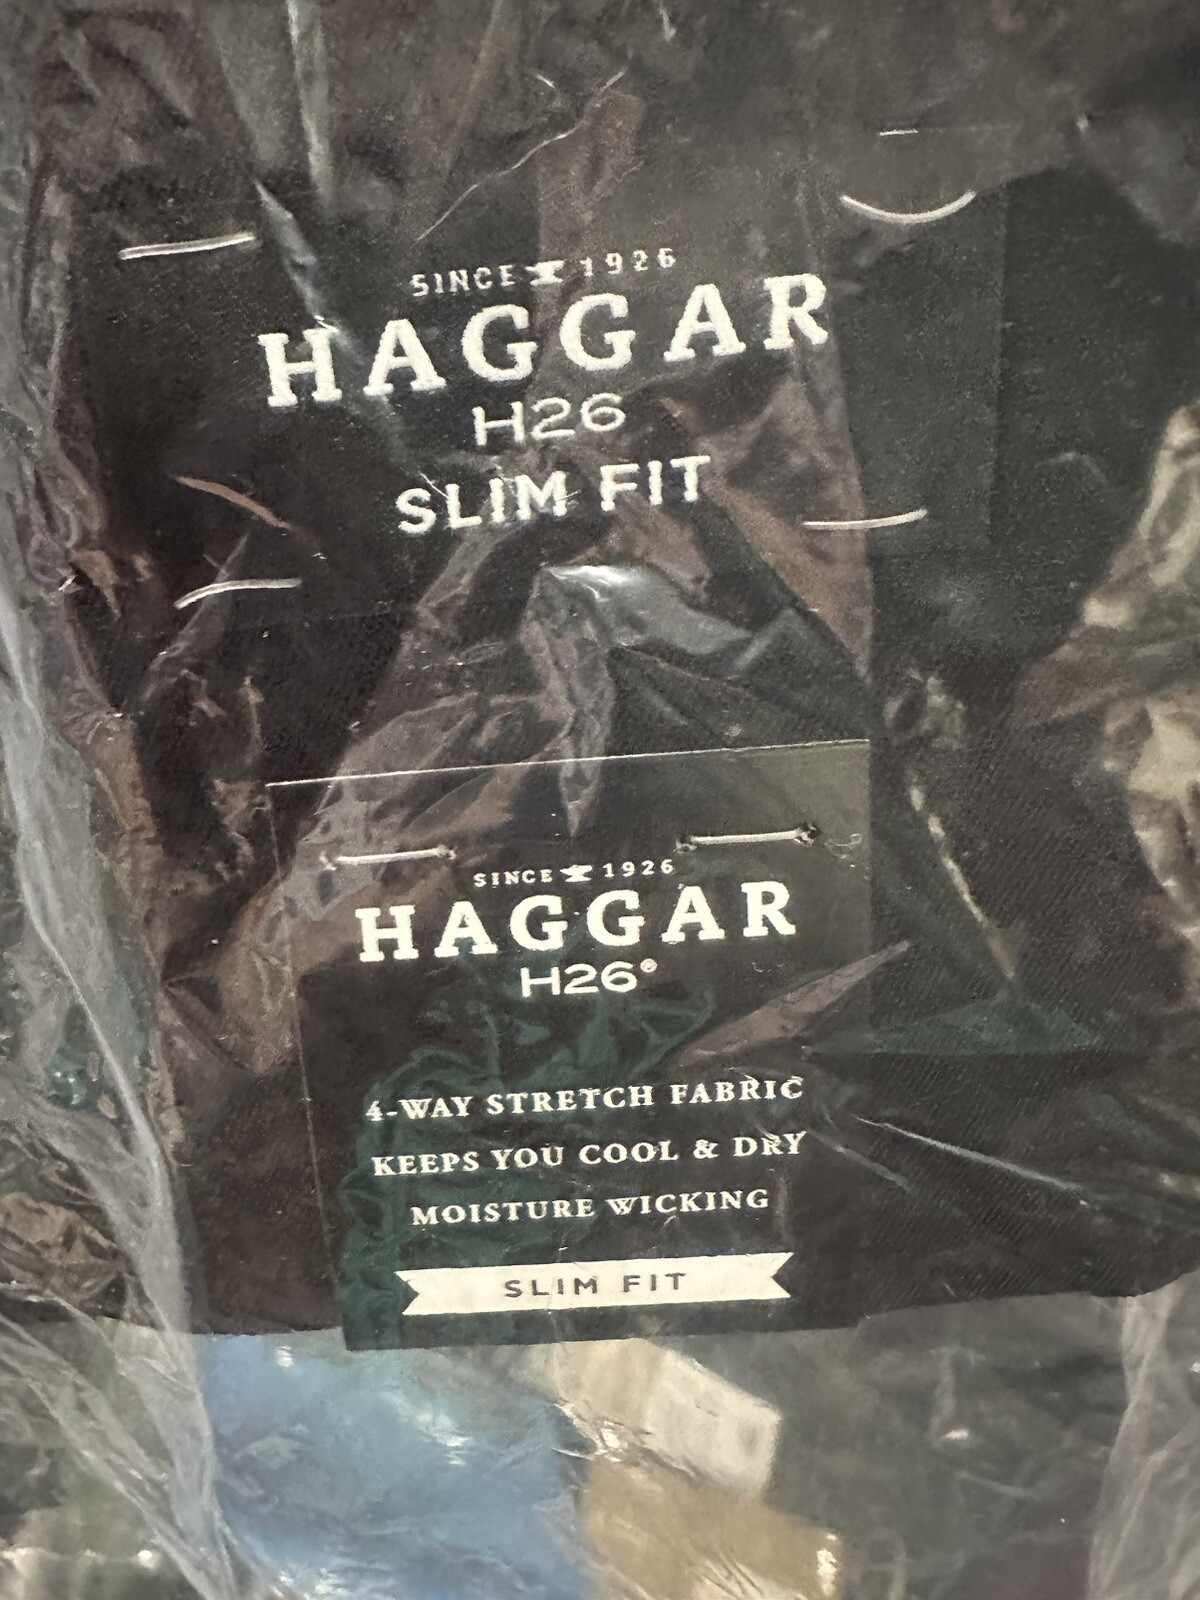 SINCE 1926
HAGGAR
H26
SLIM FIT
SINCE 1926
HAGGAR
H26®
4-WAY STRETCH FABRIC
KEEPS YOU COOL & DRY
MOISTURE WICKING
SLIM FIT